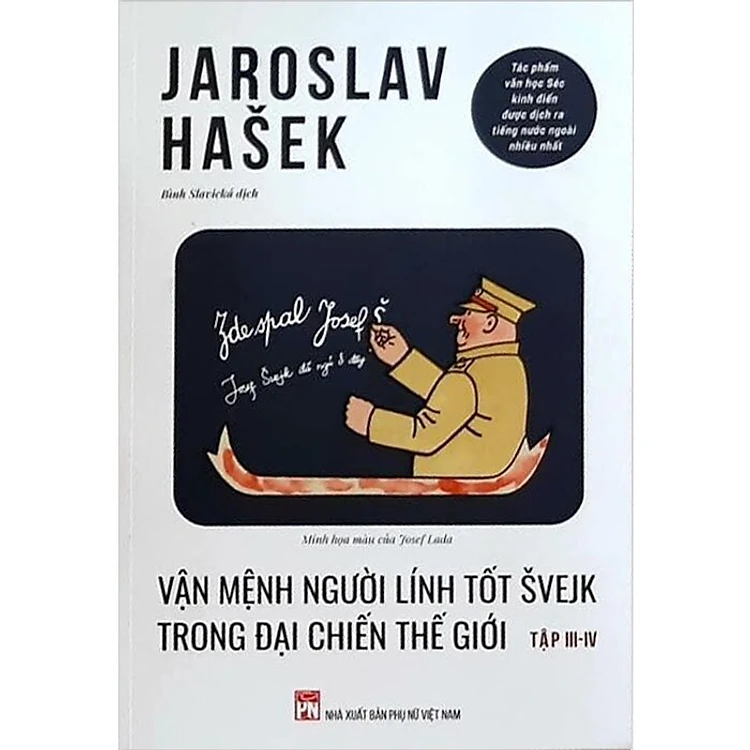 JAROSLAV
HAŠEK
Tác phẩm
văn học Séc
kinh điển
được dịch ra
tiếng nước ngoài
nhiều nhất
Bình Slavická dịch
Zde spal Josef Š
Jozef Švejk đã ngủ ở đây
Minh họa màu của Josef Lada
VẬN MỆNH NGƯỜI LÍNH TỐT ŠVEJK
TRONG ĐẠI CHIẾN THẾ GIỚI TẬP III-IV
PN
NHÀ XUẤT BẢN PHỤ NỮ VIỆT NAM